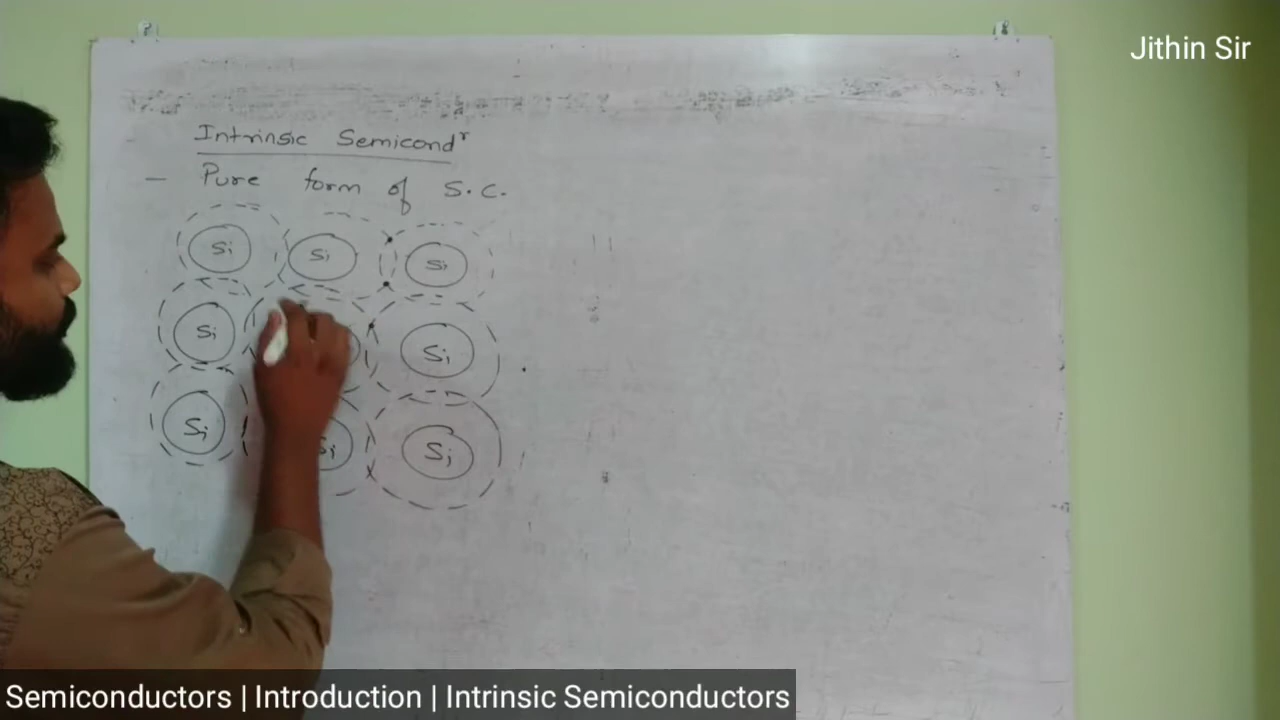 Jithin Sir
Intrinsic Semicondʳ
— Pure form of S.C.
Si Si Si
Si Si
Si Si Si
Semiconductors | Introduction | Intrinsic Semiconductors